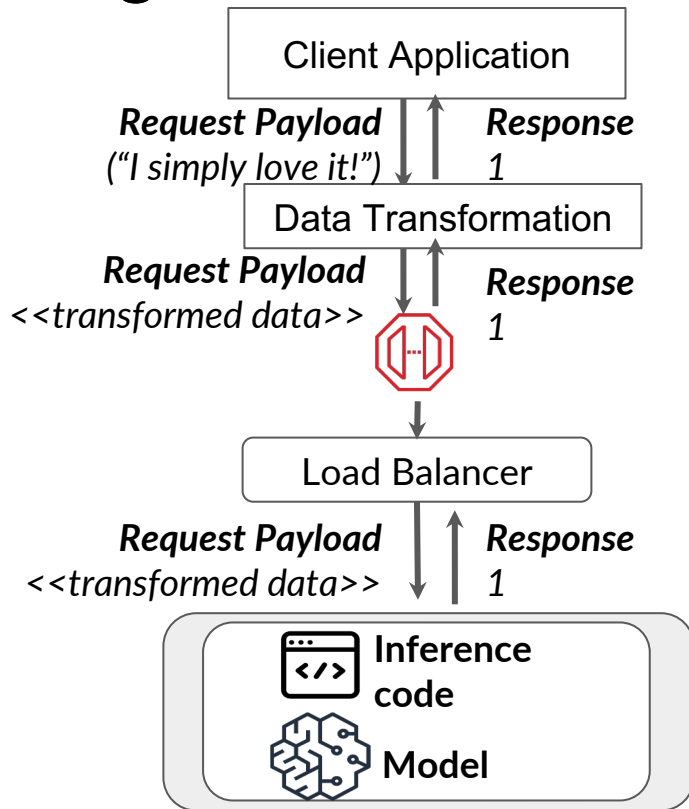 Client Application
Request Payload
(“I simply love it!”)
Response
1
Data Transformation
Request Payload
<<transformed data>>
Response
1
Load Balancer
Request Payload
<<transformed data>>
Response
1
</>
Inference
code
Model